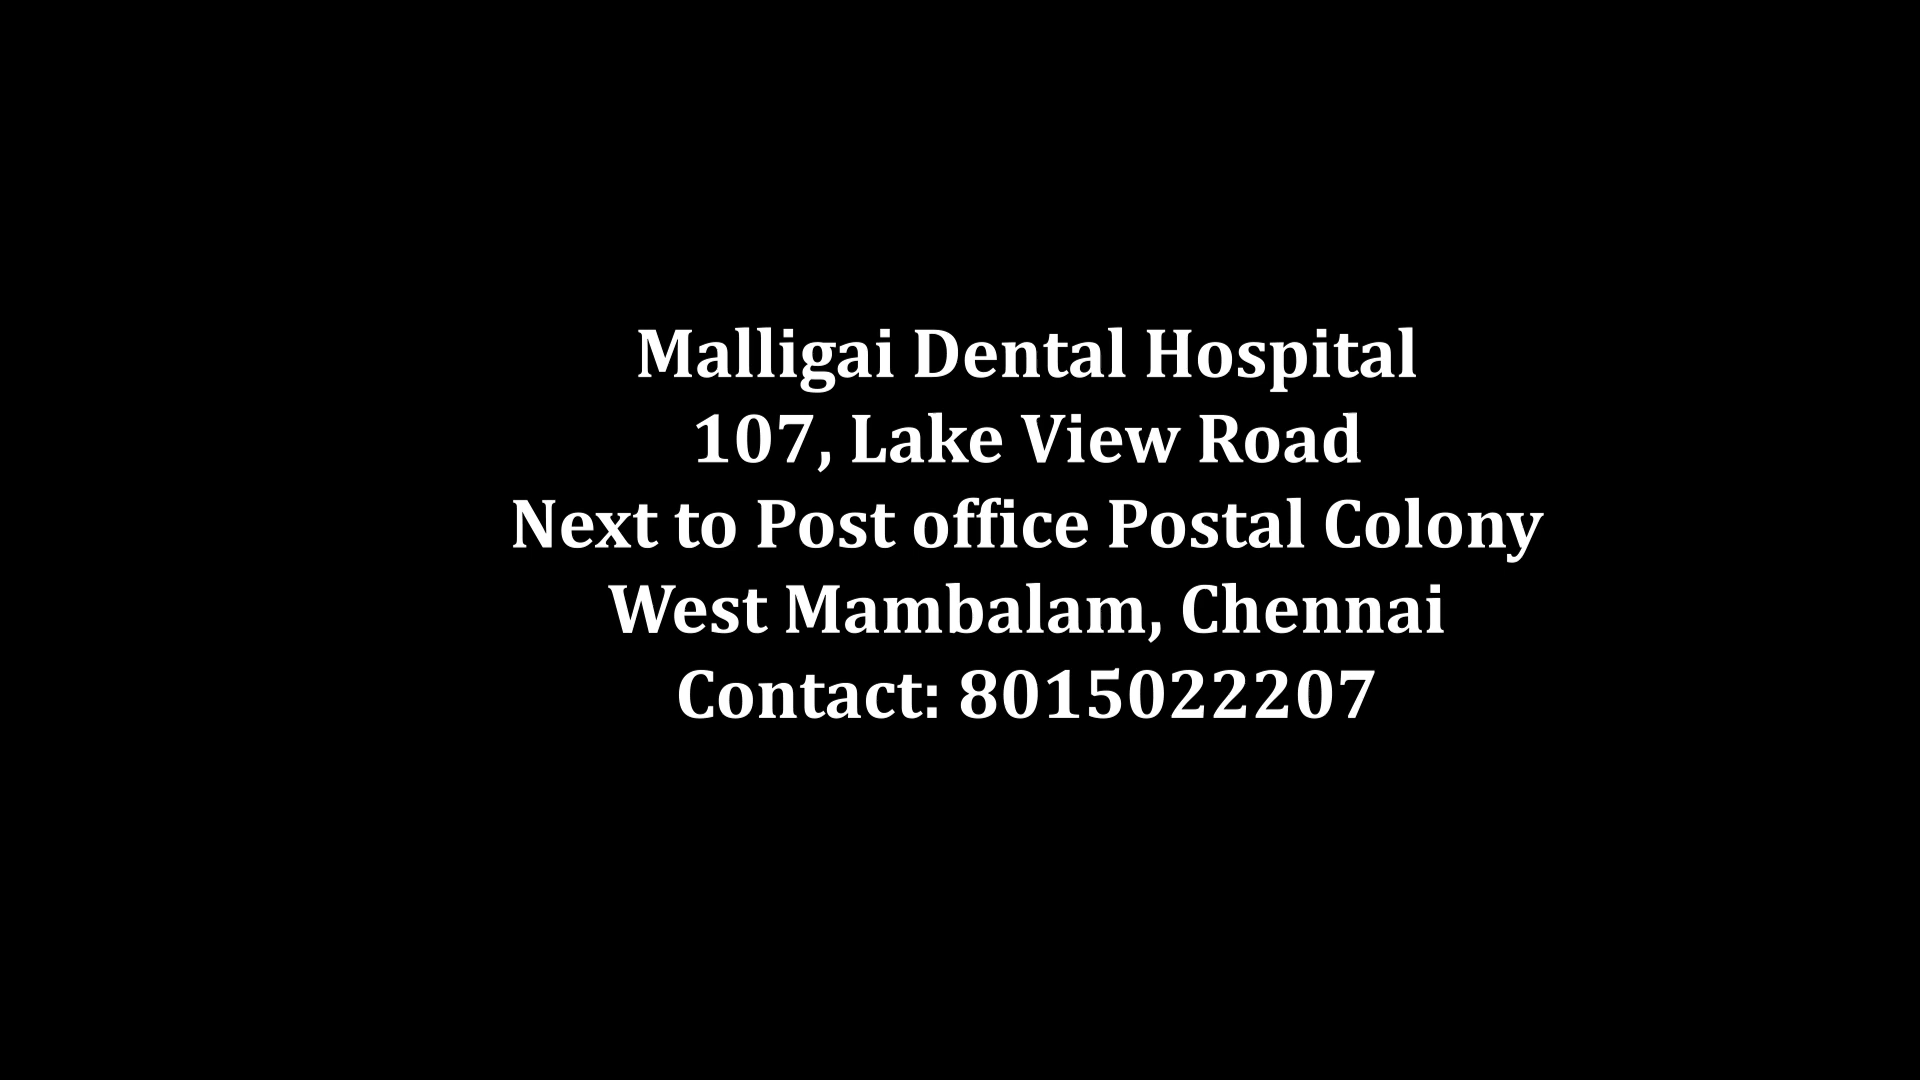 Malligai Dental Hospital
107, Lake View Road
Next to Post office Postal Colony
West Mambalam, Chennai
Contact: 8015022207